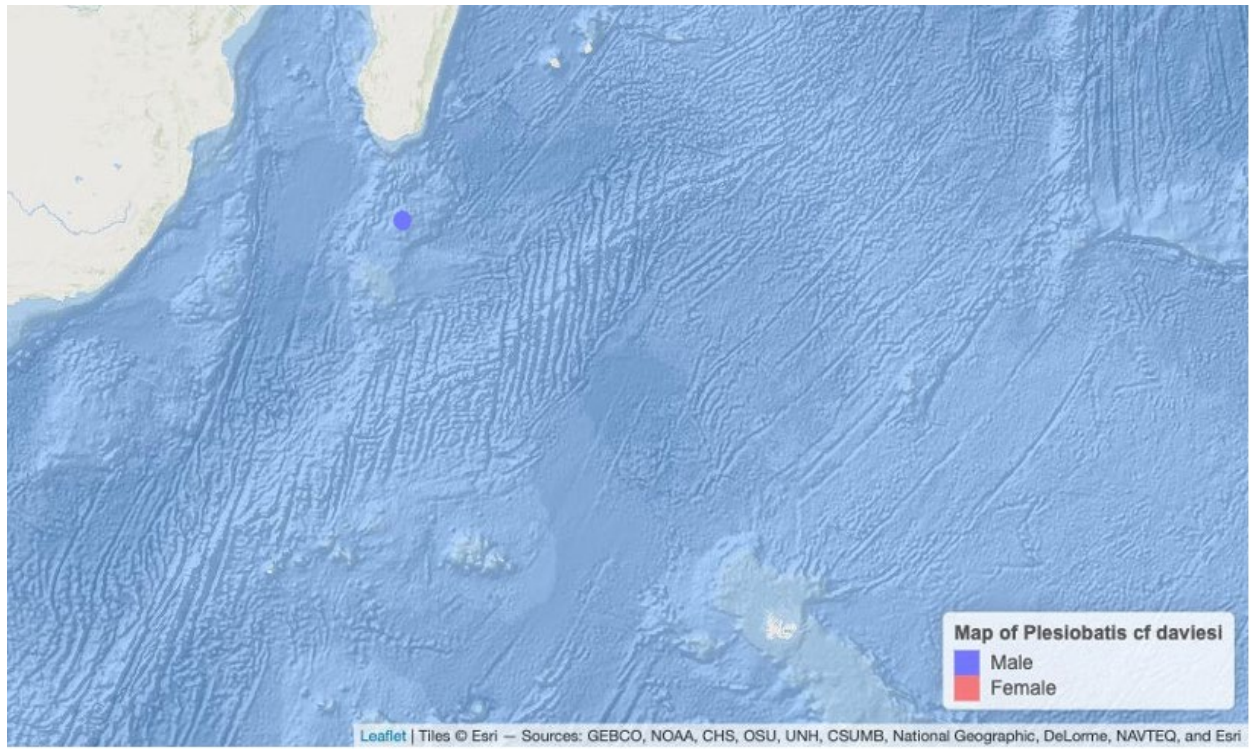 Map of Plesiobatis cf daviesi
Male
Female
Leaflet | Tiles © Esri — Sources: GEBCO, NOAA, CHS, OSU, UNH, CSUMB, National Geographic, DeLorme, NAVTEQ, and Esri